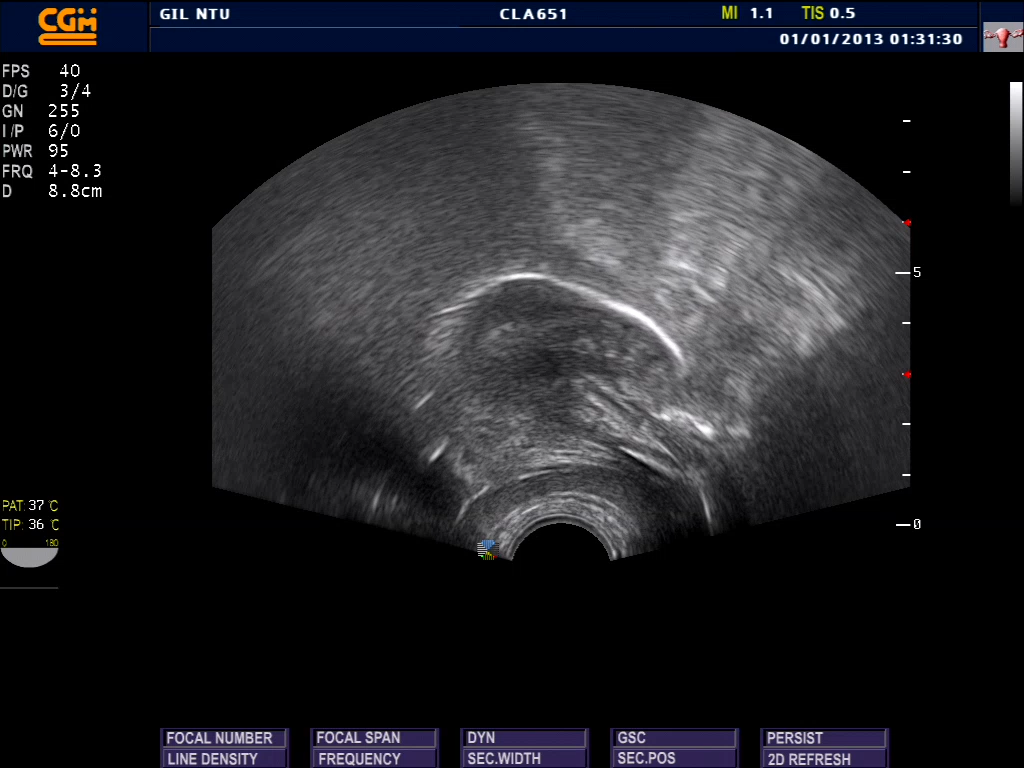 CGM
GIL NTU CLA651 MI 1.1 TIS 0.5
01/01/2013 01:31:30
FPS 40
D/G 3/4
GN 255
I/P 6/0
PWR 95
FRQ 4-8.3
D 8.8cm
5
PAT: 37 °C
TIP: 36 °C
0 180
0
FOCAL NUMBER FOCAL SPAN DYN GSC PERSIST
LINE DENSITY FREQUENCY SEC.WIDTH SEC.POS 2D REFRESH